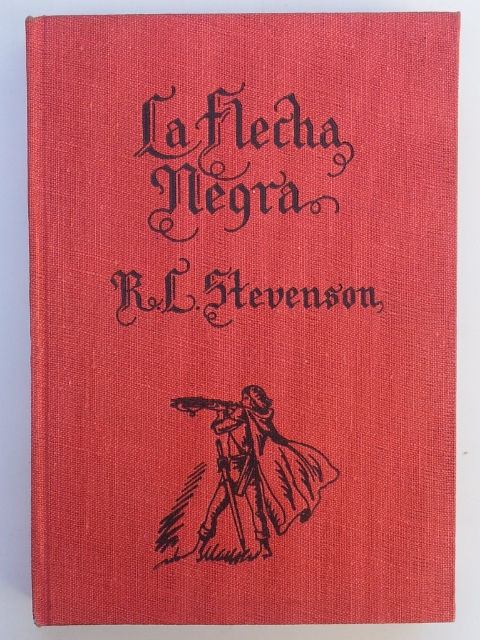 La Flecha
Negra
R. L. Stevenson